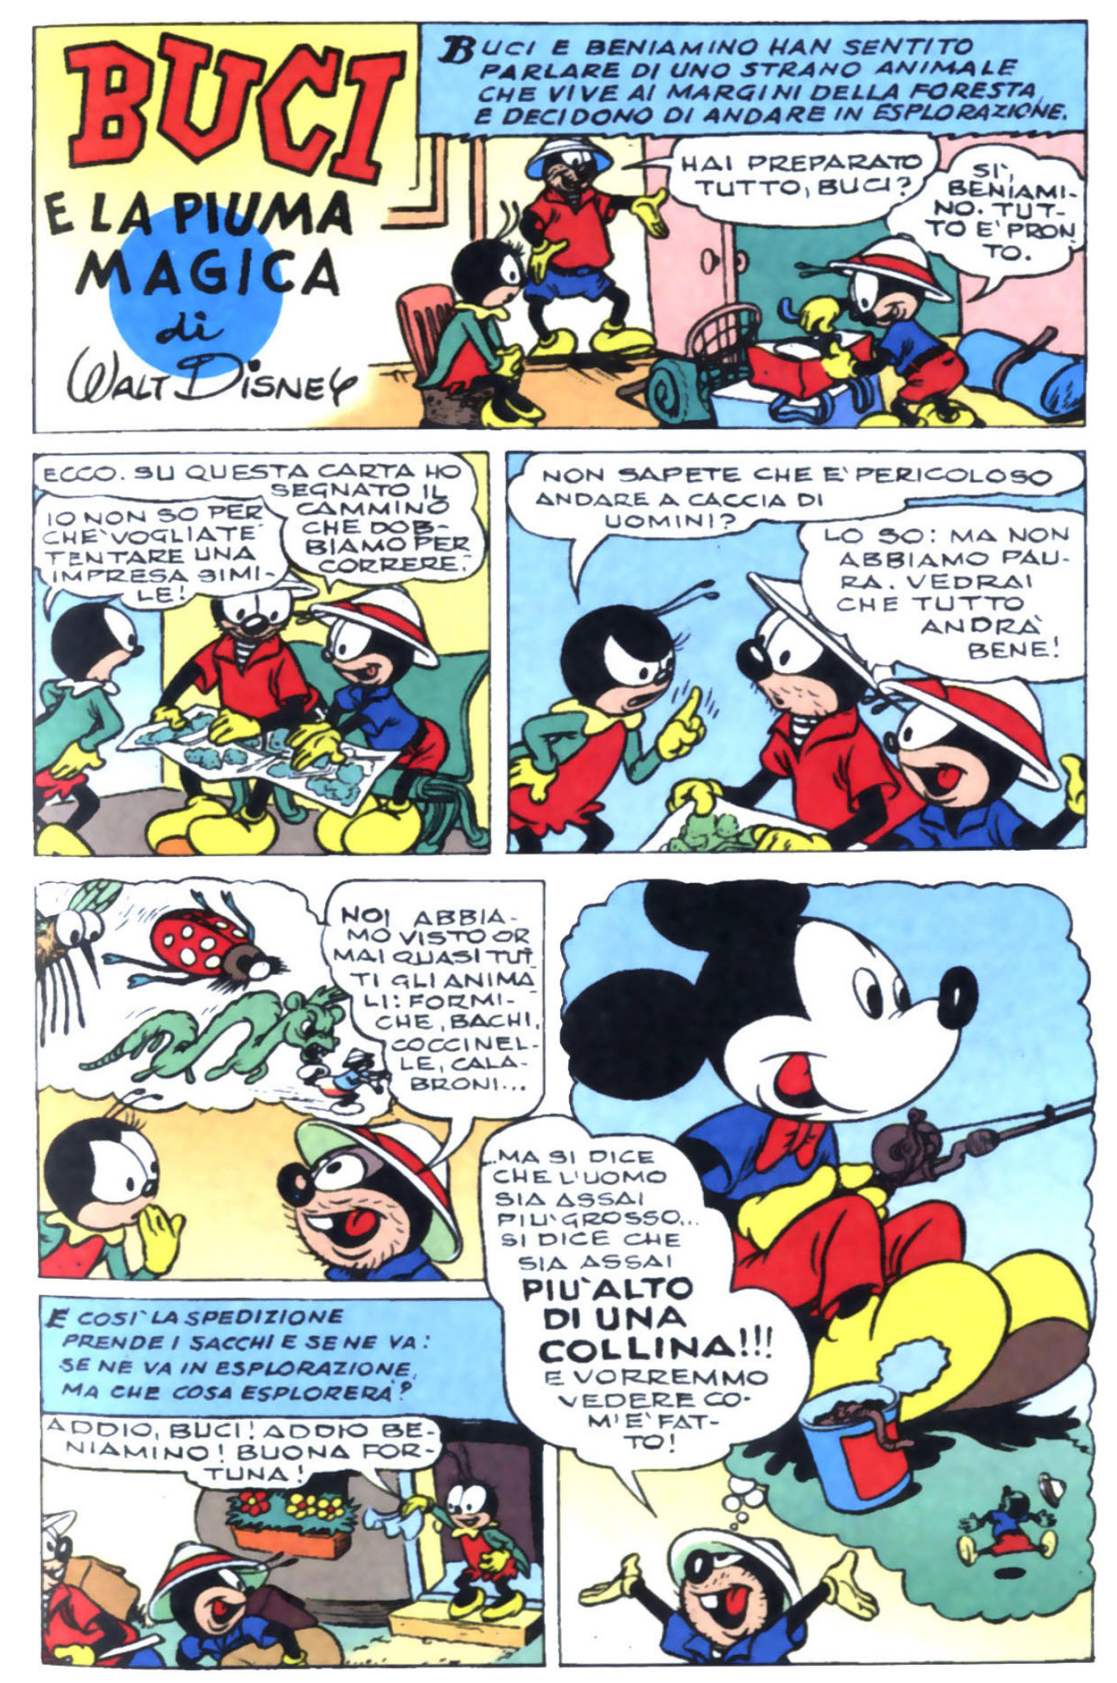 BUCI
E LA PIUMA
MAGICA
di
WALT DISNEY
BUCI E BENIAMINO HAN SENTITO
PARLARE DI UNO STRANO ANIMALE
CHE VIVE AI MARGINI DELLA FORESTA,
E DECIDONO DI ANDARE IN ESPLORAZIONE.
HAI PREPARATO
TUTTO, BUCI?
SI',
BENIAMI-
NO. TUT-
TO E' PRON
TO.
ECCO. SU QUESTA CARTA HO
SEGNATO IL
CAMMINO
CHE DOB-
BIAMO PER
CORRERE.
IO NON SO PER
CHE' VOGLIATE
TENTARE UNA
IMPRESA SIMI-
LE!
NON SAPETE CHE E' PERICOLOSO
ANDARE A CACCIA DI
UOMINI?
LO SO: MA NON
ABBIAMO PAU-
RA. VEDRAI
CHE TUTTO
ANDRA'
BENE!
NOI ABBIA-
MO VISTO OR
MAI QUASI TUT
TI GLI ANIMA
LI: FORMI-
CHE, BACHI,
COCCINEL-
LE, CALA-
BRONI...
...MA SI DICE
CHE L'UOMO
SIA ASSAI
PIU' GROSSO...
SI DICE CHE
SIA ASSAI
PIU' ALTO
DI UNA
COLLINA!!!
E VORREMMO
VEDERE CO-
M'E' FAT-
TO!
E COSI' LA SPEDIZIONE
PRENDE I SACCHI E SE NE VA:
SE NE VA IN ESPLORAZIONE,
MA CHE COSA ESPLORERA'?
ADDIO, BUCI! ADDIO BE-
NIAMINO! BUONA FOR-
TUNA!